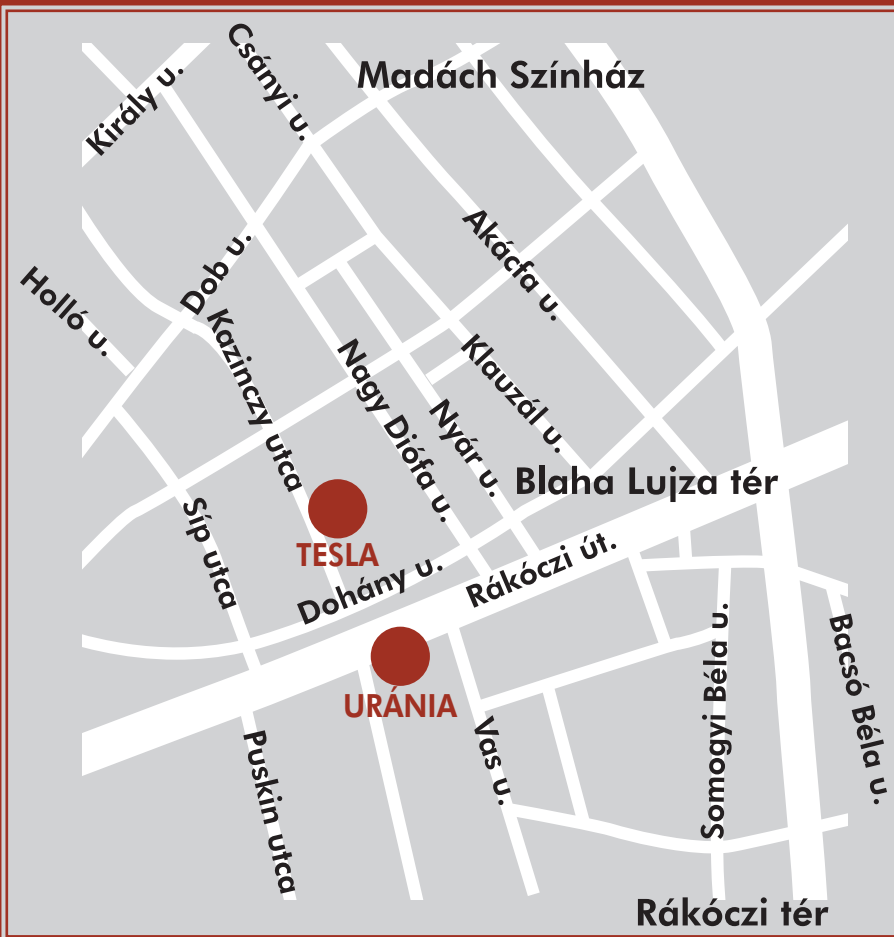 Madách Színház
Csányi u.
Király u.
Akácfa u.
Dob u.
Holló u.
Kazinczy utca
Nagy Diófa u.
Klauzál u.
Nyár u.
Blaha Lujza tér
Síp utca
TESLA
Dohány u.
Rákóczi út.
URÁNIA
Somogyi Béla u.
Bacsó Béla u.
Vas u.
Puskin utca
Rákóczi tér